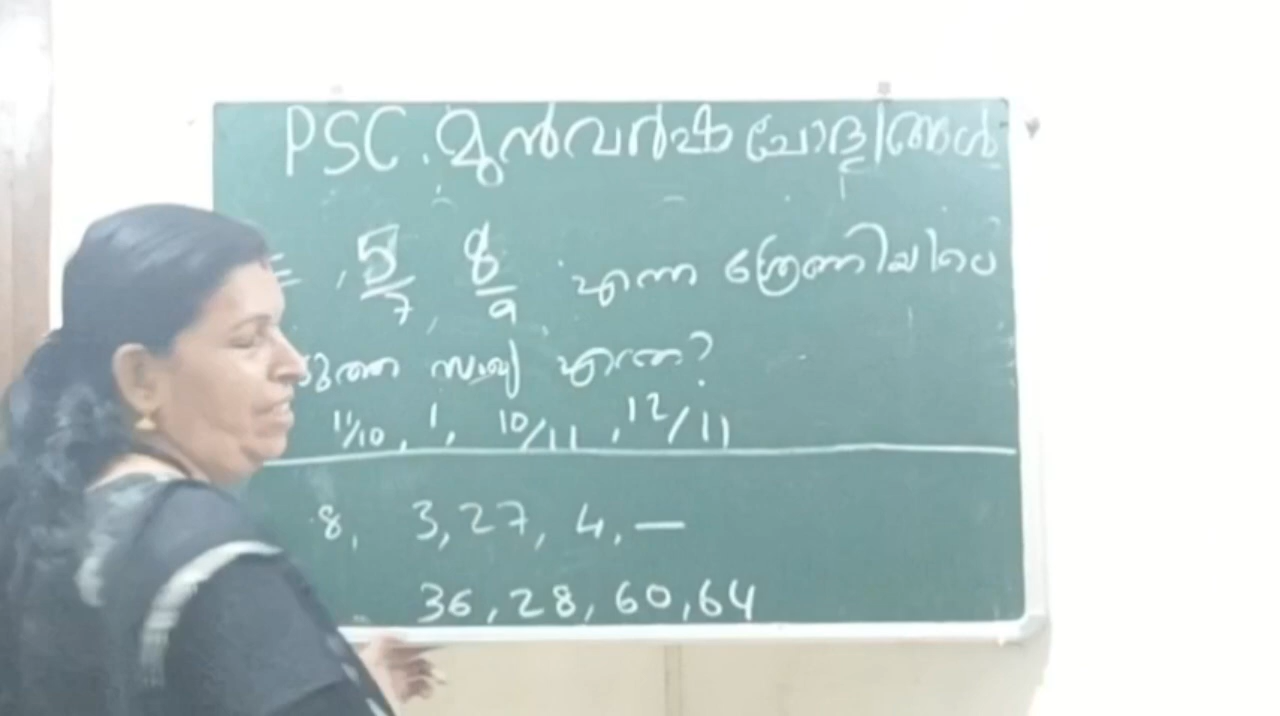 PSC. മുൻവർഷ ചോദ്യങ്ങൾ
, 5/7, 8/9, എന്ന ശ്രേണിയിലെ
ടുത്ത സംഖ്യ എത്ര?
11/10, 1, 10/11, 12/11
8, 3, 27, 4, —
36, 28, 60, 64